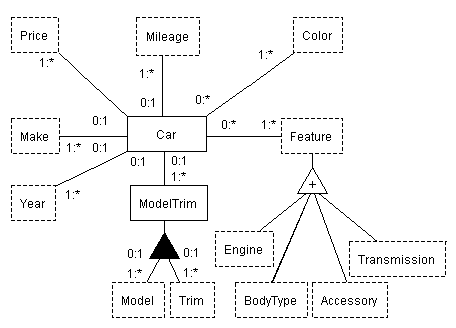 Price
Mileage
Color
1:*
1:*
1:*
0:1
0:1
0:*
Make
Car
Feature
1:*
0:1
0:*
1:*
0:1
0:1
1:*
Year
1:*
ModelTrim
+
0:1
0:1
1:*
1:*
Engine
Transmission
Model
Trim
BodyType
Accessory